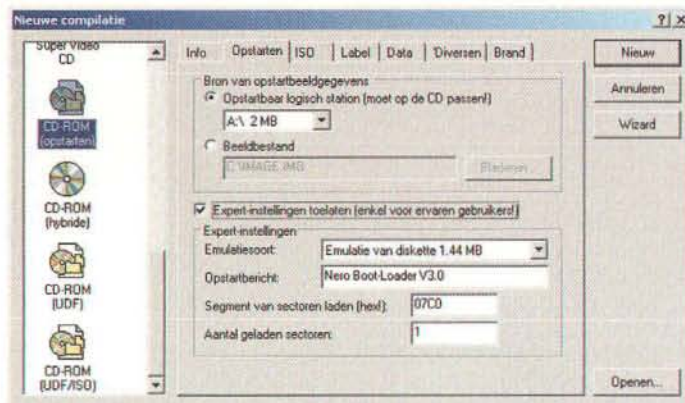 Nieuwe compilatie
Super Video
CD
CD-ROM
(opstarten)
CD-ROM
(hybride)
CD-ROM
(UDF)
CD-ROM
(UDF/ISO)
Info Opstarten ISO Label Data Diversen Brand
Bron van opstartbeeldgegevens
Opstartbaar logisch station (moet op de CD passen!)
A:\ 2 MB
Beeldbestand
C:\IMAGE.IMG
Bladeren...
Expert-instellingen toelaten (enkel voor ervaren gebruikers!)
Expert-instellingen
Emulatiesoort: Emulatie van diskette 1.44 MB
Opstartbericht: Nero Boot-Loader V3.0
Segment van sectoren laden (hex!): 07C0
Aantal geladen sectoren: 1
Nieuw
Annuleren
Wizard
Openen...